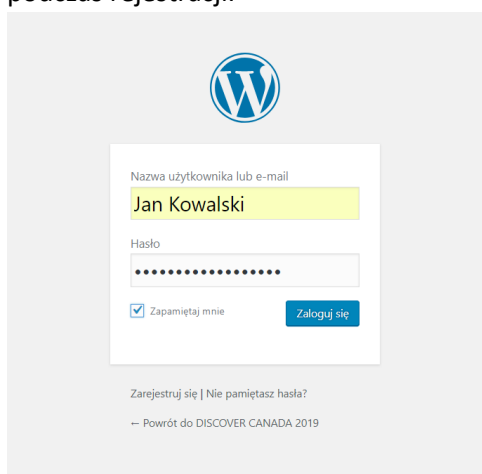 podczas rejestracji.
Nazwa użytkownika lub e-mail
Jan Kowalski
Hasło
••••••••••••••••••
Zapamiętaj mnie
Zaloguj się
Zarejestruj się | Nie pamiętasz hasła?
← Powrót do DISCOVER CANADA 2019